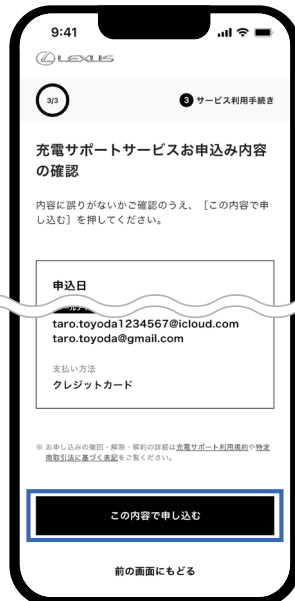 9:41
LEXUS
3/3
3 サービス利用手続き
充電サポートサービスお申込み内容
の確認
内容に誤りがないかご確認のうえ、［この内容で申
し込む］を押してください。
申込日
taro.toyoda1234567@icloud.com
taro.toyoda@gmail.com
支払い方法
クレジットカード
※ お申し込みの撤回・解除・解約の詳細は充電サポート利用規約や特定
商取引法に基づく表記をご覧ください。
この内容で申し込む
前の画面にもどる